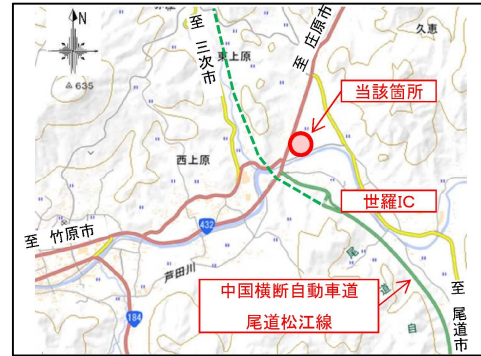 N
至 三次市
東上原
至 庄原市
久恵
635
当該箇所
西上原
世羅IC
至 竹原市
432
芦田川
中国横断自動車道
尾道松江線
尾
道
自
184
至 尾道市